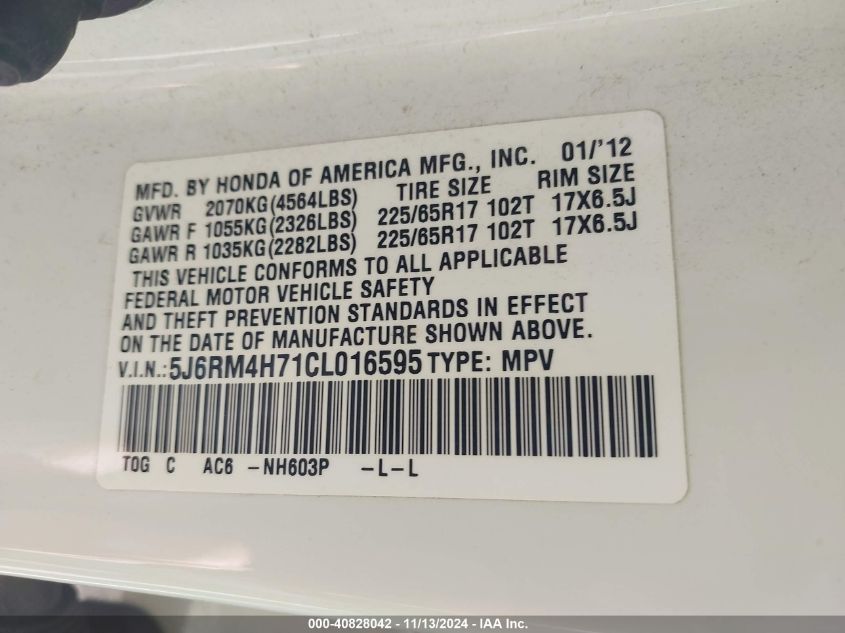 MFD. BY HONDA OF AMERICA MFG., INC. 01/'12
GVWR 2070KG(4564LBS) TIRE SIZE RIM SIZE
GAWR F 1055KG(2326LBS) 225/65R17 102T 17X6.5J
GAWR R 1035KG(2282LBS) 225/65R17 102T 17X6.5J
THIS VEHICLE CONFORMS TO ALL APPLICABLE
FEDERAL MOTOR VEHICLE SAFETY
AND THEFT PREVENTION STANDARDS IN EFFECT
ON THE DATE OF MANUFACTURE SHOWN ABOVE.
V.I.N.:5J6RM4H71CL016595 TYPE: MPV
T0G C AC6 -NH603P -L-L
000-40828042 - 11/13/2024 - IAA Inc.